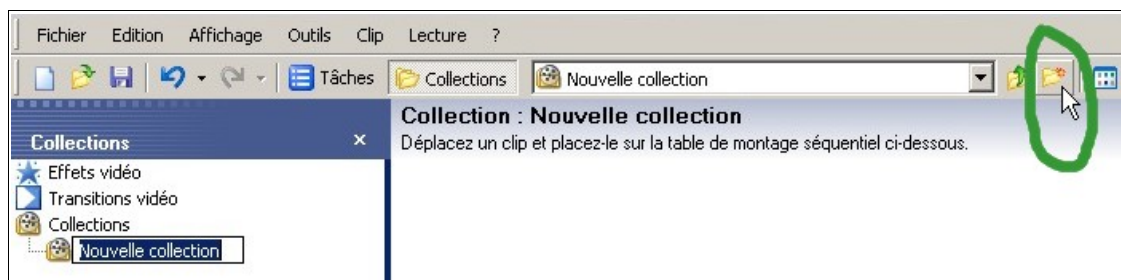 Fichier Edition Affichage Outils Clip Lecture ?
Tâches Collections Nouvelle collection
Collections ×
Effets vidéo
Transitions vidéo
Collections
Nouvelle collection
Collection : Nouvelle collection
Déplacez un clip et placez-le sur la table de montage séquentiel ci-dessous.